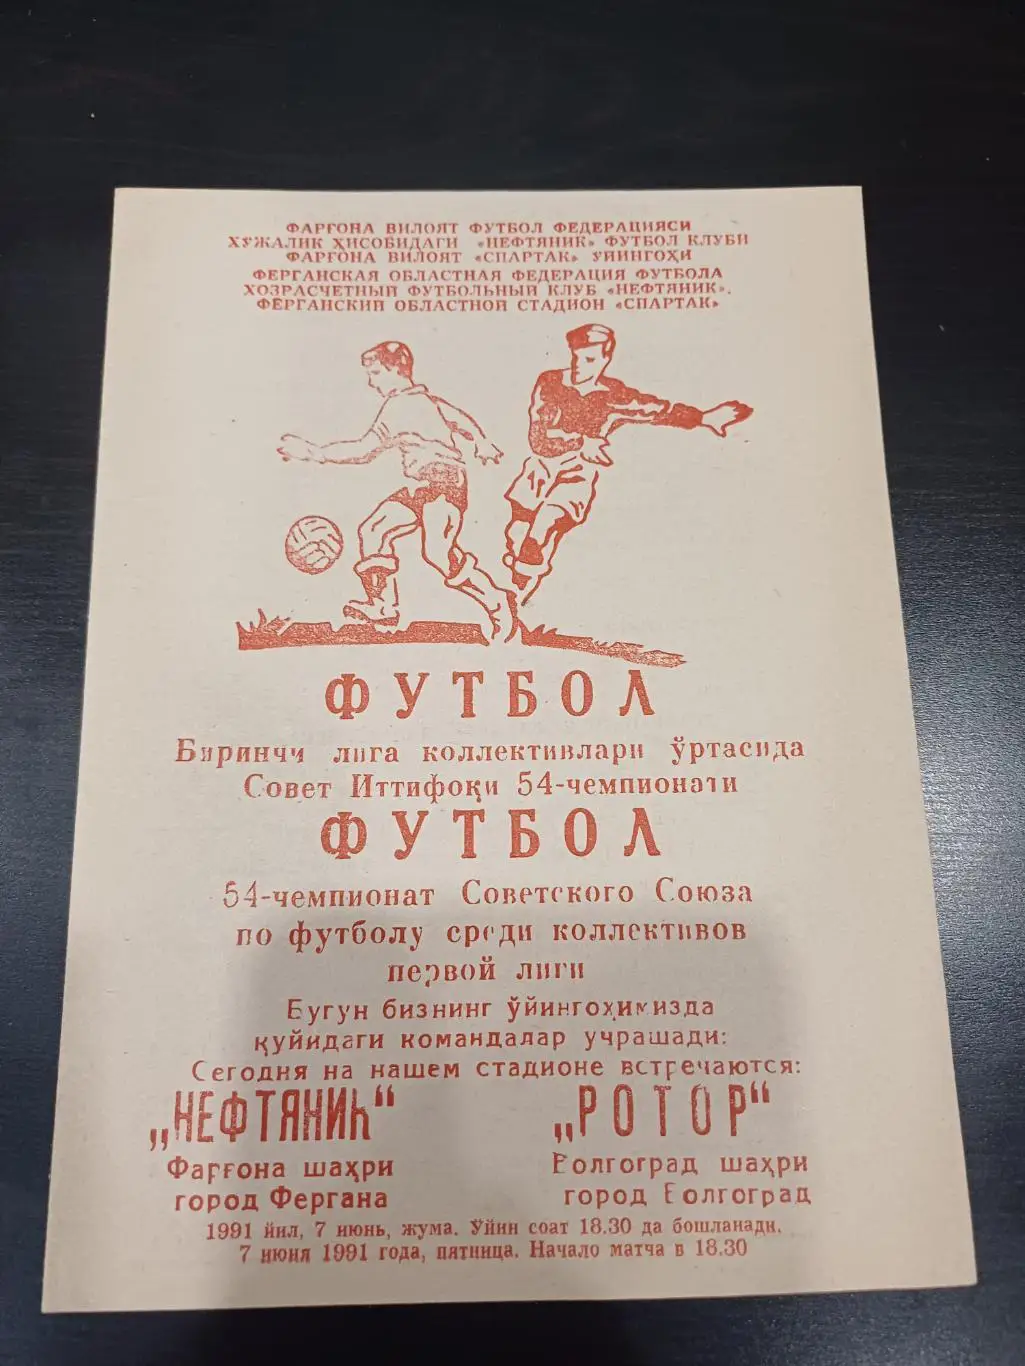 ФАРҒОНА ВИЛОЯТ ФУТБОЛ ФЕДЕРАЦИЯСИ
ХУЖАЛИК ҲИСОБИДАГИ «НЕФТЯНИК» ФУТБОЛ КЛУБИ
ФАРҒОНА ВИЛОЯТ «СПАРТАК» УЙИНГОҲИ
ФЕРГАНСКАЯ ОБЛАСТНАЯ ФЕДЕРАЦИЯ ФУТБОЛА
ХОЗРАСЧЕТНЫЙ ФУТБОЛЬНЫЙ КЛУБ «НЕФТЯНИК».
ФЕРГАНСКИЙ ОБЛАСТНОЙ СТАДИОН «СПАРТАК»
ФУТБОЛ
Биринчи лига коллективлари ўртасида
Совет Иттифоқи 54-чемпионати
ФУТБОЛ
54-чемпионат Советского Союза
по футболу среди коллективов
первой лиги
Бугун бизнинг ўйингоҳимизда
қуйидаги командалар учрашади:
Сегодня на нашем стадионе встречаются:
„НЕФТЯНИК“ „РОТОР“
Фарғона шаҳри Волгоград шаҳри
город Фергана город Волгоград
1991 йил, 7 июнь, жума. Ўйин соат 18.30 да бошланади.
7 июня 1991 года, пятница. Начало матча в 18.30